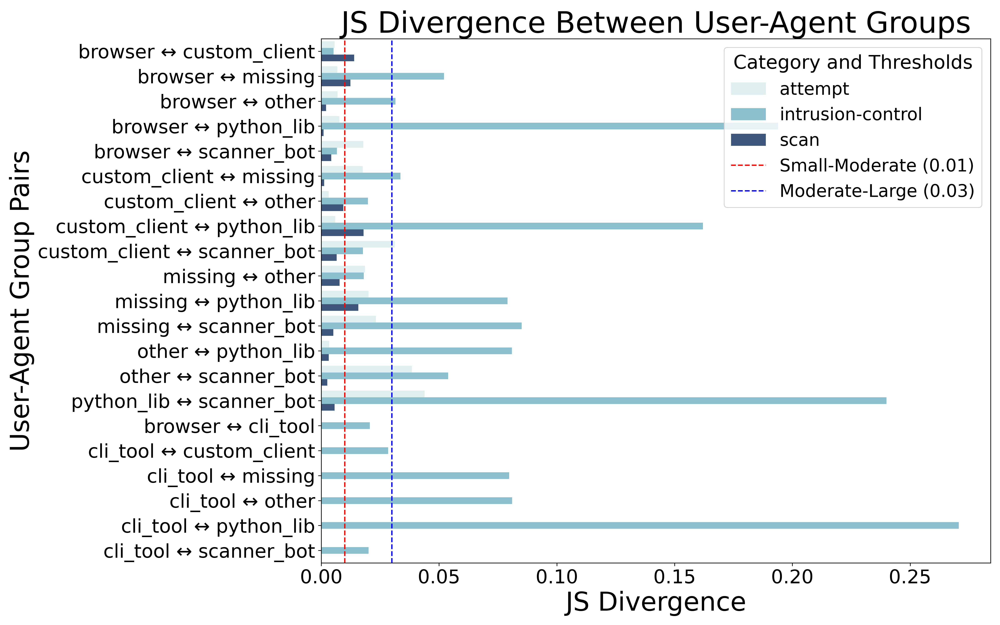 JS Divergence Between User-Agent Groups
User-Agent Group Pairs
browser ↔ custom_client
browser ↔ missing
browser ↔ other
browser ↔ python_lib
browser ↔ scanner_bot
custom_client ↔ missing
custom_client ↔ other
custom_client ↔ python_lib
custom_client ↔ scanner_bot
missing ↔ other
missing ↔ python_lib
missing ↔ scanner_bot
other ↔ python_lib
other ↔ scanner_bot
python_lib ↔ scanner_bot
browser ↔ cli_tool
cli_tool ↔ custom_client
cli_tool ↔ missing
cli_tool ↔ other
cli_tool ↔ python_lib
cli_tool ↔ scanner_bot
Category and Thresholds
attempt
intrusion-control
scan
Small-Moderate (0.01)
Moderate-Large (0.03)
0.00 0.05 0.10 0.15 0.20 0.25
JS Divergence